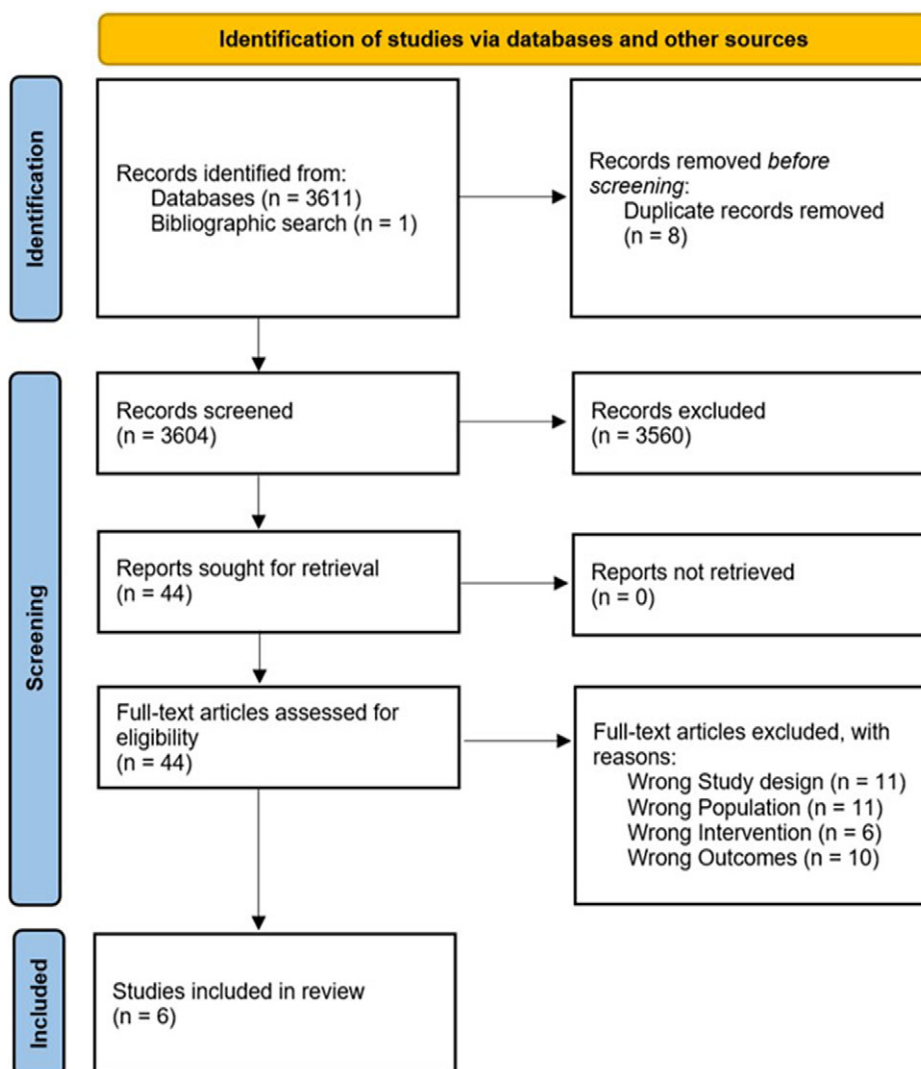 Identification of studies via databases and other sources
Identification
Records identified from:
Databases (n = 3611)
Bibliographic search (n = 1)
Records removed before
screening:
Duplicate records removed
(n = 8)
Screening
Records screened
(n = 3604)
Records excluded
(n = 3560)
Reports sought for retrieval
(n = 44)
Reports not retrieved
(n = 0)
Full-text articles assessed for
eligibility
(n = 44)
Full-text articles excluded, with
reasons:
Wrong Study design (n = 11)
Wrong Population (n = 11)
Wrong Intervention (n = 6)
Wrong Outcomes (n = 10)
Included
Studies included in review
(n = 6)